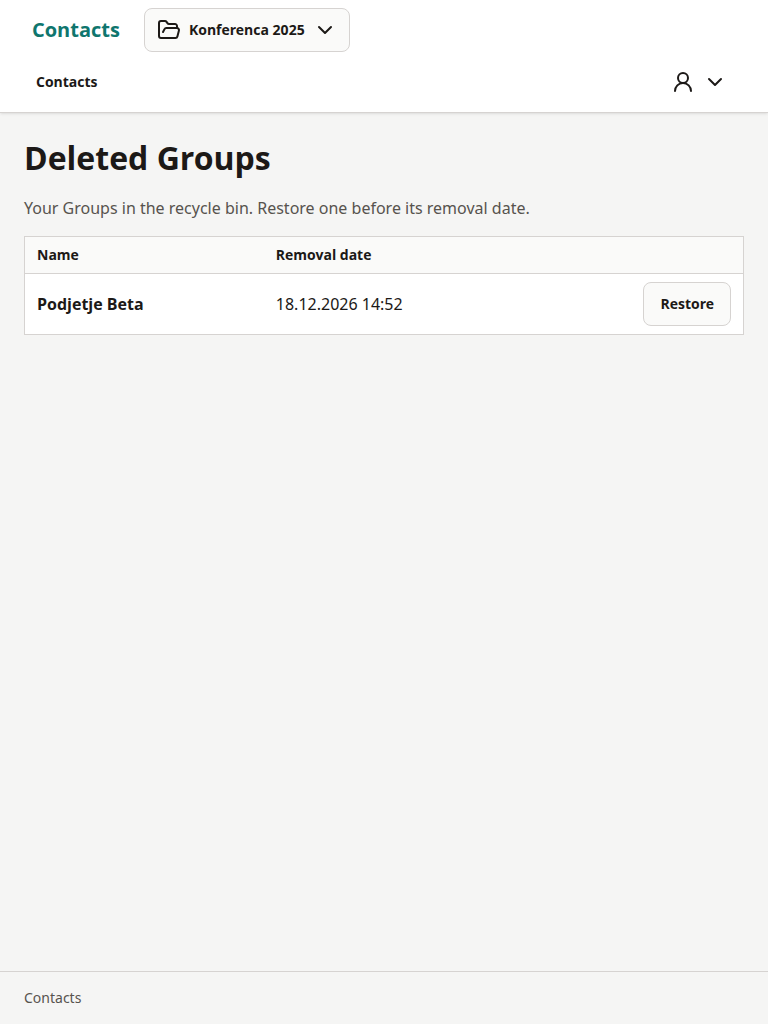 Contacts
Konferenca 2025
Contacts
Deleted Groups
Your Groups in the recycle bin. Restore one before its removal date.
Name Removal date
Podjetje Beta 18.12.2026 14:52 Restore
Contacts